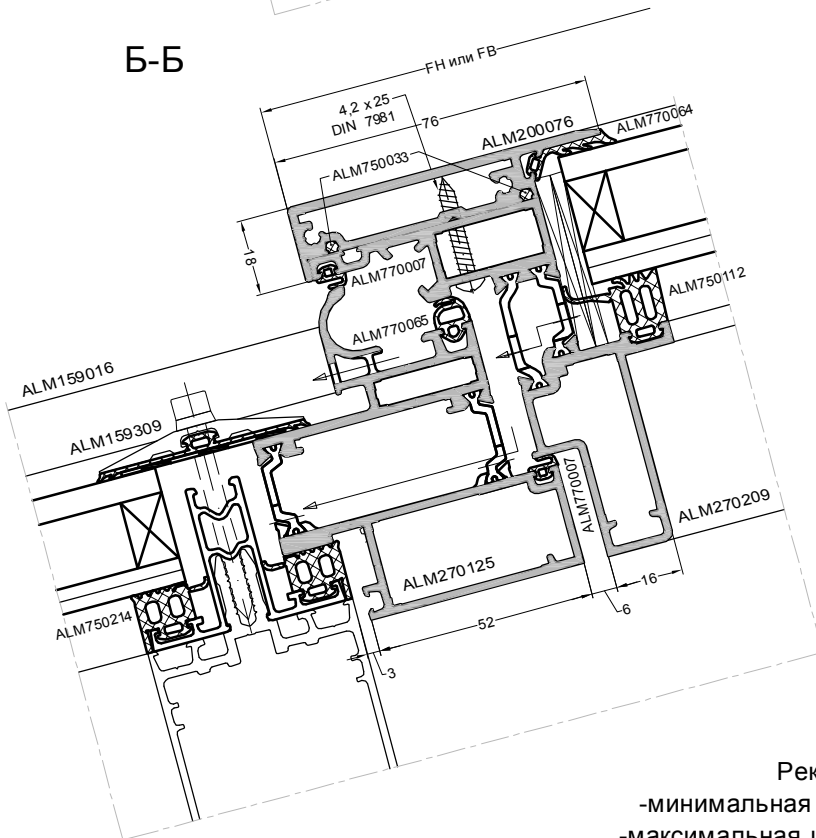 Б-Б
FH или FB
4,2 x 25
DIN 7981
76
ALM200076
ALM770064
ALM750033
18
ALM770007
ALM750112
ALM770065
ALM159016
ALM159309
ALM770007
ALM270209
ALM270125
16
6
ALM750214
52
3
Рек
-минимальная
-максимальная